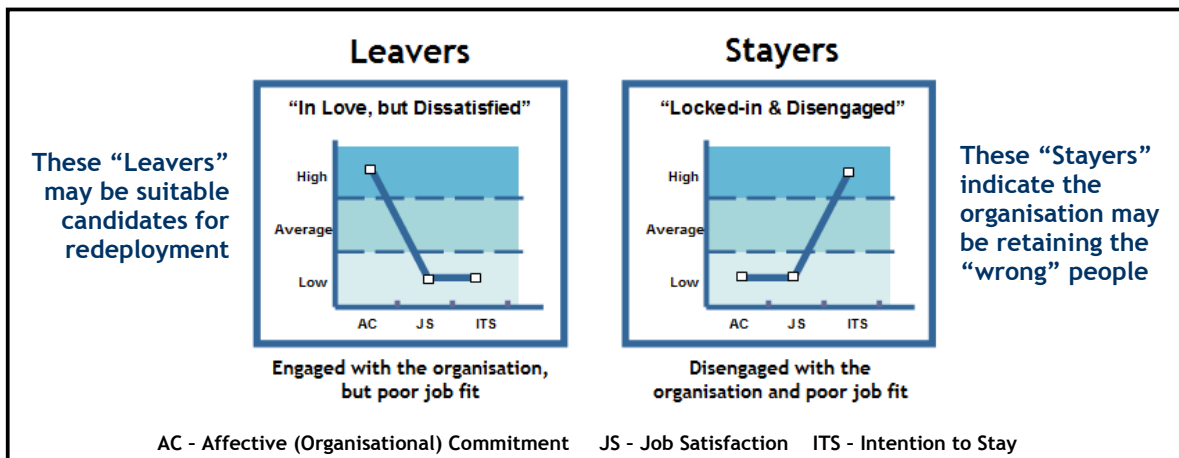 Leavers
These “Leavers”
may be suitable
candidates for
redeployment
“In Love, but Dissatisfied”
High
Average
Low
AC JS ITS
Engaged with the organisation,
but poor job fit
Stayers
“Locked-in & Disengaged”
High
Average
Low
AC JS ITS
Disengaged with the
organisation and poor job fit
These “Stayers”
indicate the
organisation may
be retaining the
“wrong” people
AC – Affective (Organisational) Commitment JS – Job Satisfaction ITS – Intention to Stay